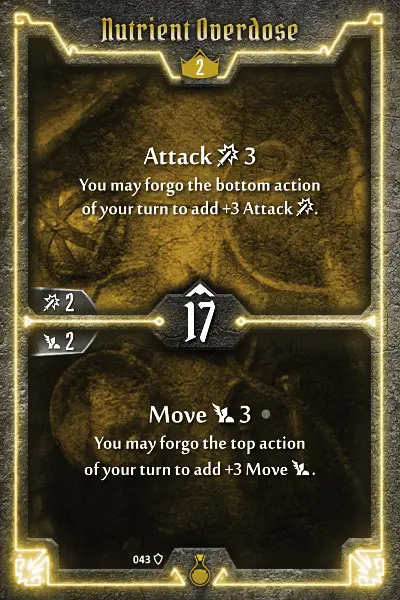 Nutrient Overdose
2
Attack 3
You may forgo the bottom action
of your turn to add +3 Attack .
2
17
2
Move 3
You may forgo the top action
of your turn to add +3 Move .
043